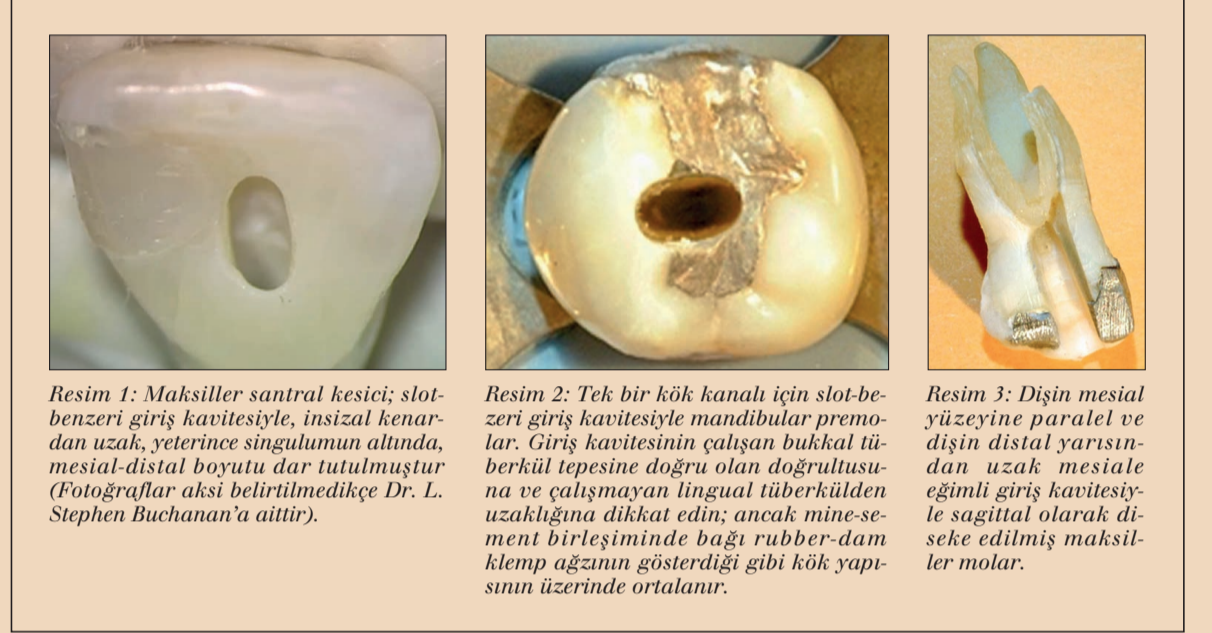 Resim 1: Maksiller santral kesici; slot-
benzeri giriş kavitesiyle, insizal kenar-
dan uzak, yeterince singulumun altında,
mesial-distal boyutu dar tutulmuştur
(Fotoğraflar aksi belirtilmedikçe Dr. L.
Stephen Buchanan'a aittir).
Resim 2: Tek bir kök kanalı için slot-be-
zeri giriş kavitesiyle mandibular premo-
lar. Giriş kavitesinin çalışan bukkal tü-
berkül tepesine doğru olan doğrultusu-
na ve çalışmayan lingual tüberkülden
uzaklığına dikkat edin; ancak mine-se-
ment birleşiminde bağı rubber-dam
klemp ağzının gösterdiği gibi kök yapı-
sının üzerinde ortalanır.
Resim 3: Dişin mesial
yüzeyine paralel ve
dişin distal yarısın-
dan uzak mesiale
eğimli giriş kavitesiy-
le sagittal olarak di-
seke edilmiş maksil-
ler molar.